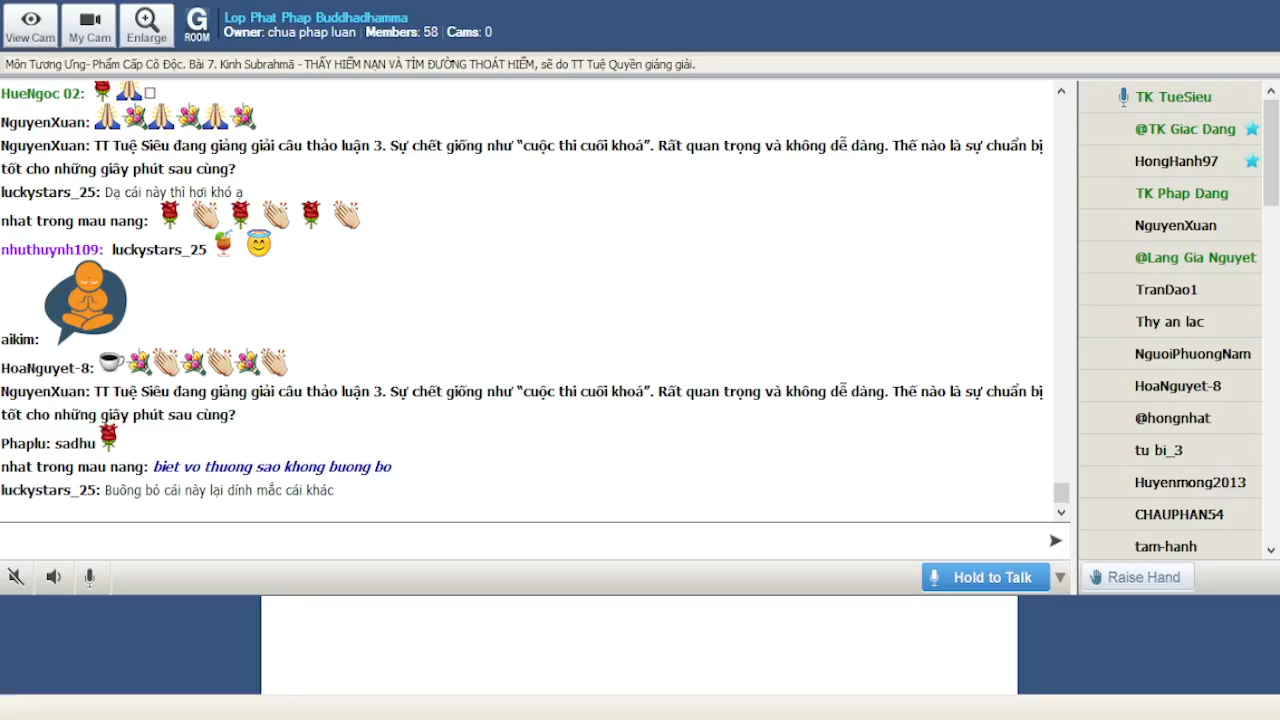 View Cam
My Cam
Enlarge
G
ROOM
Lop Phat Phap Buddhadhamma
Owner: chua phap luan | Members: 58 | Cams: 0
Môn Tương Ưng- Phẩm Cấp Cô Độc. Bài 7. Kinh Subrahmā - THẤY HIỂM NẠN VÀ TÌM ĐƯỜNG THOÁT HIỂM, sẽ do TT Tuệ Quyền giảng giải.
HueNgoc 02:
NguyenXuan:
NguyenXuan: TT Tuệ Siêu đang giảng giải câu thảo luận 3. Sự chết giống như “cuộc thi cuối khoá”. Rất quan trọng và không dễ dàng. Thế nào là sự chuẩn bị
tốt cho những giây phút sau cùng?
luckystars_25: Dạ cái này thì hơi khó ạ
nhat trong mau nang:
nhuthuynh109: luckystars_25
aikim:
HoaNguyet-8:
NguyenXuan: TT Tuệ Siêu đang giảng giải câu thảo luận 3. Sự chết giống như “cuộc thi cuối khoá”. Rất quan trọng và không dễ dàng. Thế nào là sự chuẩn bị
tốt cho những giây phút sau cùng?
Phaplu: sadhu
nhat trong mau nang: biet vo thuong sao khong buong bo
luckystars_25: Buông bỏ cái này lại dính mắc cái khác
TK TueSieu
@TK Giac Dang
HongHanh97
TK Phap Dang
NguyenXuan
@Lang Gia Nguyet
TranDao1
Thy an lac
NguoiPhuongNam
HoaNguyet-8
@hongnhat
tu bi_3
Huyenmong2013
CHAUPHAN54
tam-hanh
Hold to Talk
Raise Hand